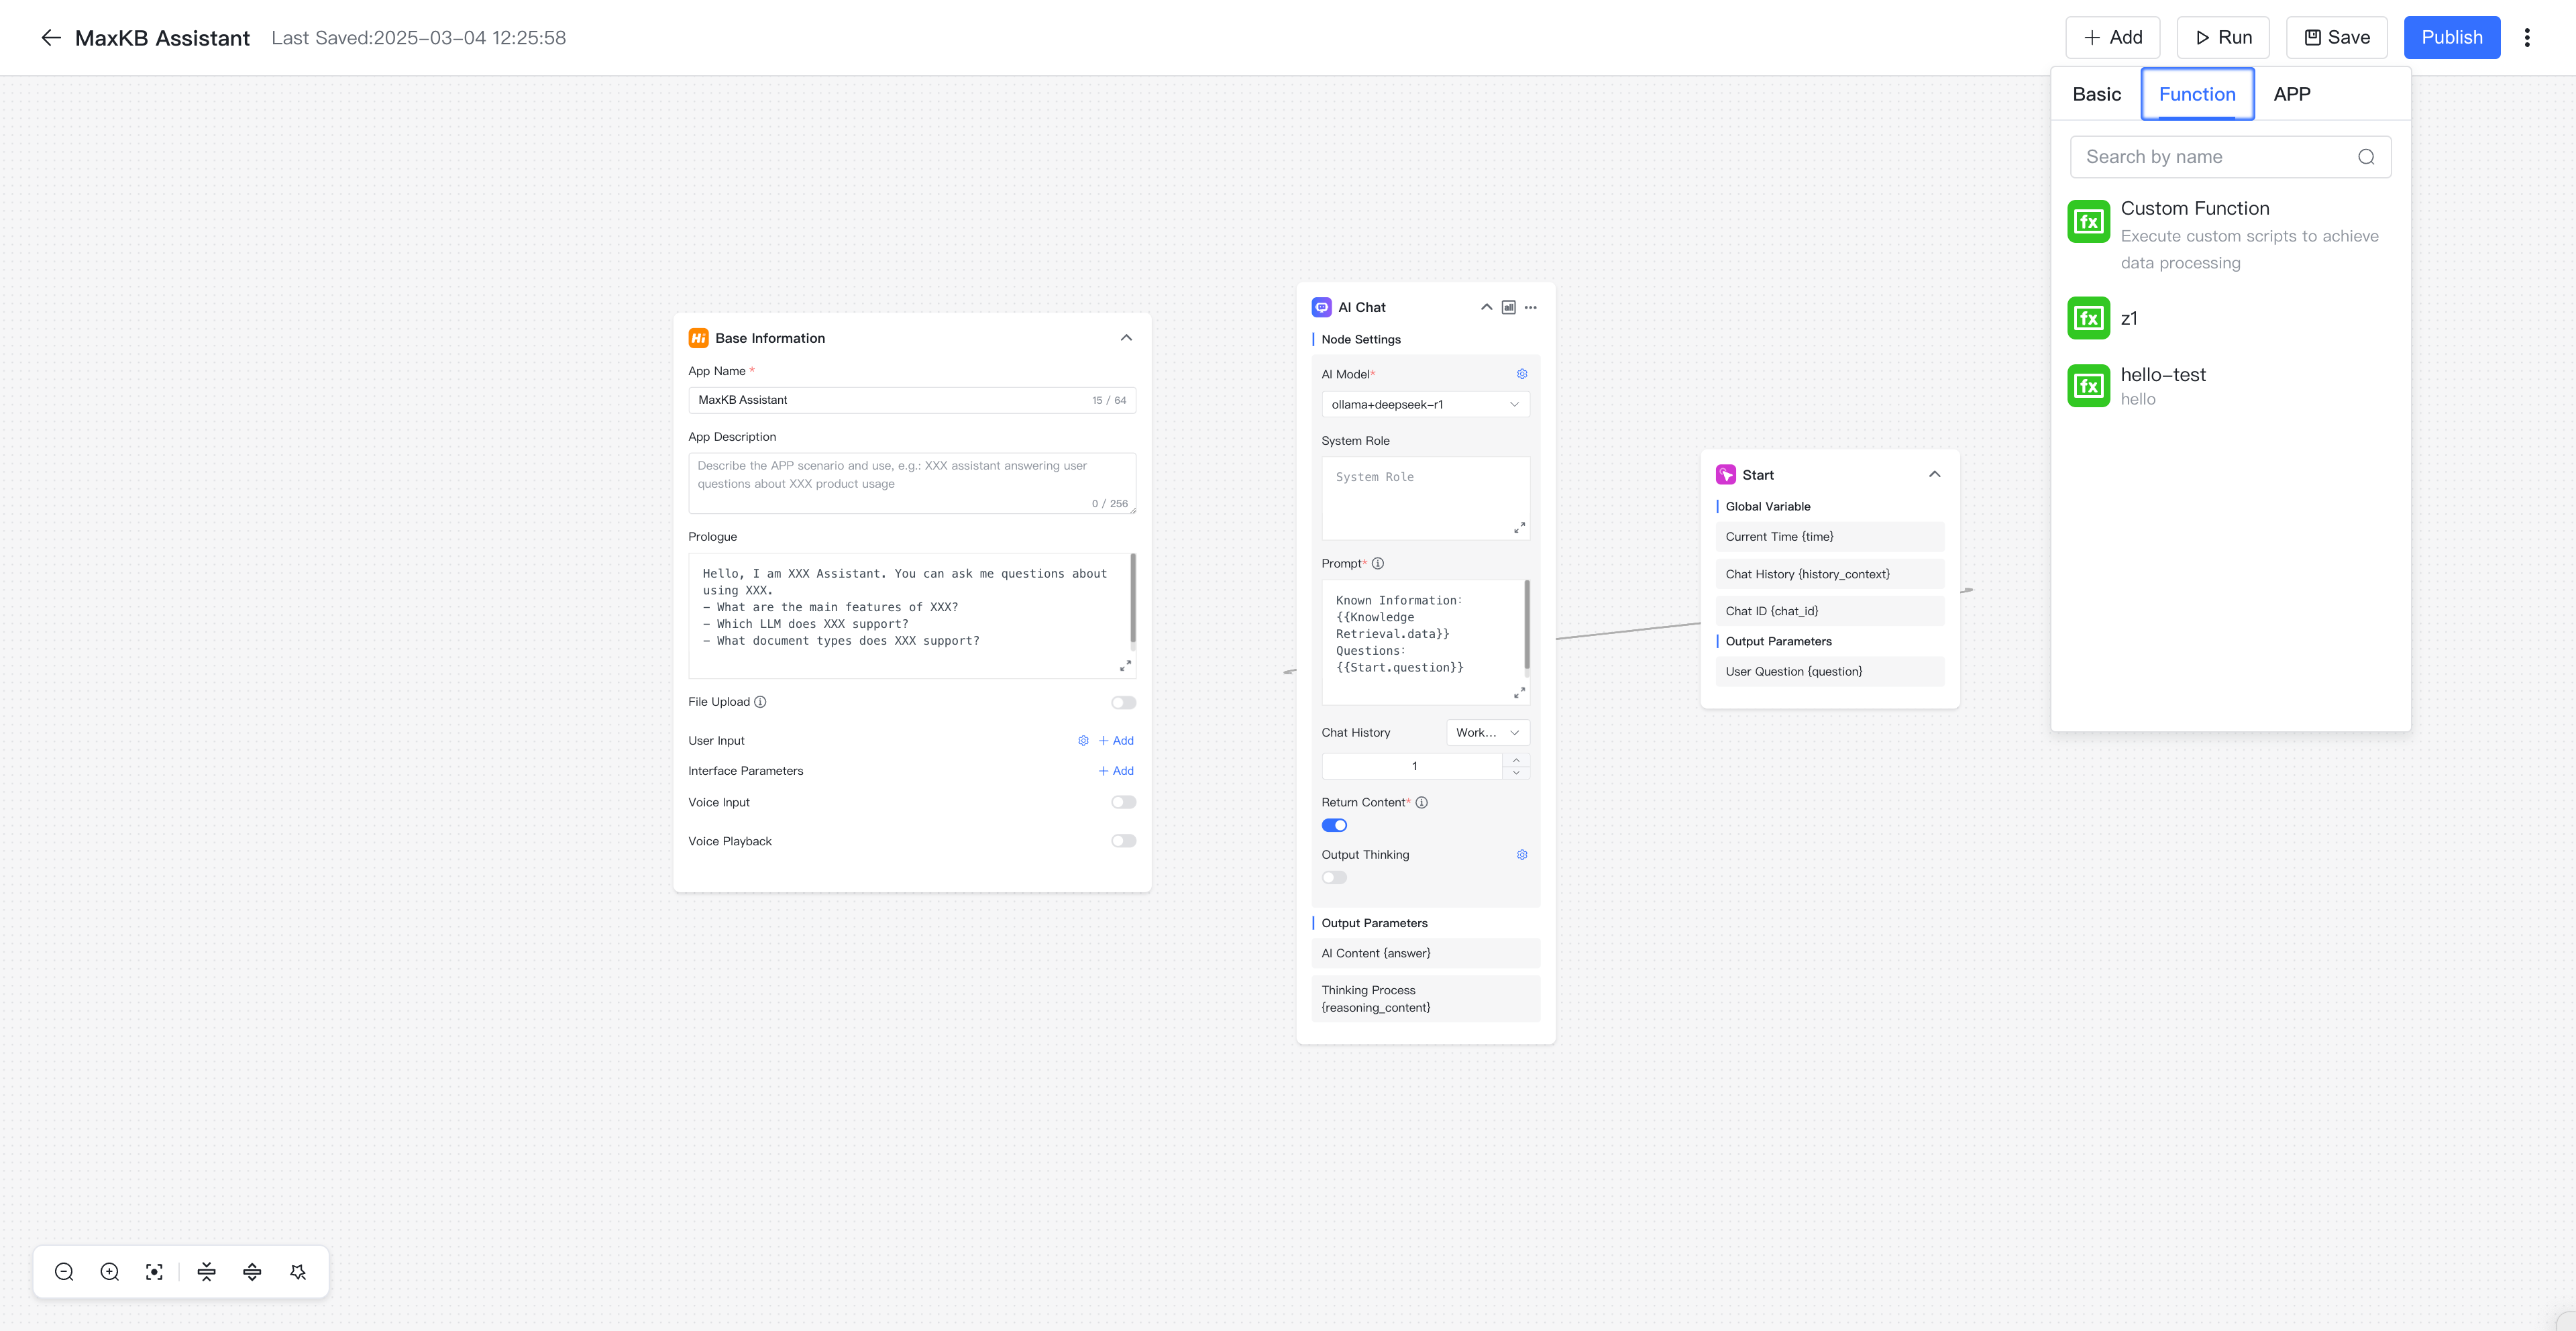 MaxKB Assistant
Last Saved:2025-03-04 12:25:58
Add
Run
Save
Publish
Basic
Function
APP
Search by name
Custom Function
Execute custom scripts to achieve
data processing
z1
hello-test
hello
Hi
Base Information
App Name *
MaxKB Assistant
15 / 64
App Description
Describe the APP scenario and use, e.g.: XXX assistant answering user
questions about XXX product usage
0 / 256
Prologue
Hello, I am XXX Assistant. You can ask me questions about
using XXX.
- What are the main features of XXX?
- Which LLM does XXX support?
- What document types does XXX support?
File Upload
User Input
Add
Interface Parameters
Add
Voice Input
Voice Playback
AI Chat
Node Settings
AI Model*
ollama+deepseek-r1
System Role
System Role
Prompt*
Known Information:
{{Knowledge
Retrieval.data}}
Questions:
{{Start.question}}
Chat History
Work...
1
Return Content*
Output Thinking
Output Parameters
AI Content {answer}
Thinking Process
{reasoning_content}
Start
Global Variable
Current Time {time}
Chat History {history_context}
Chat ID {chat_id}
Output Parameters
User Question {question}